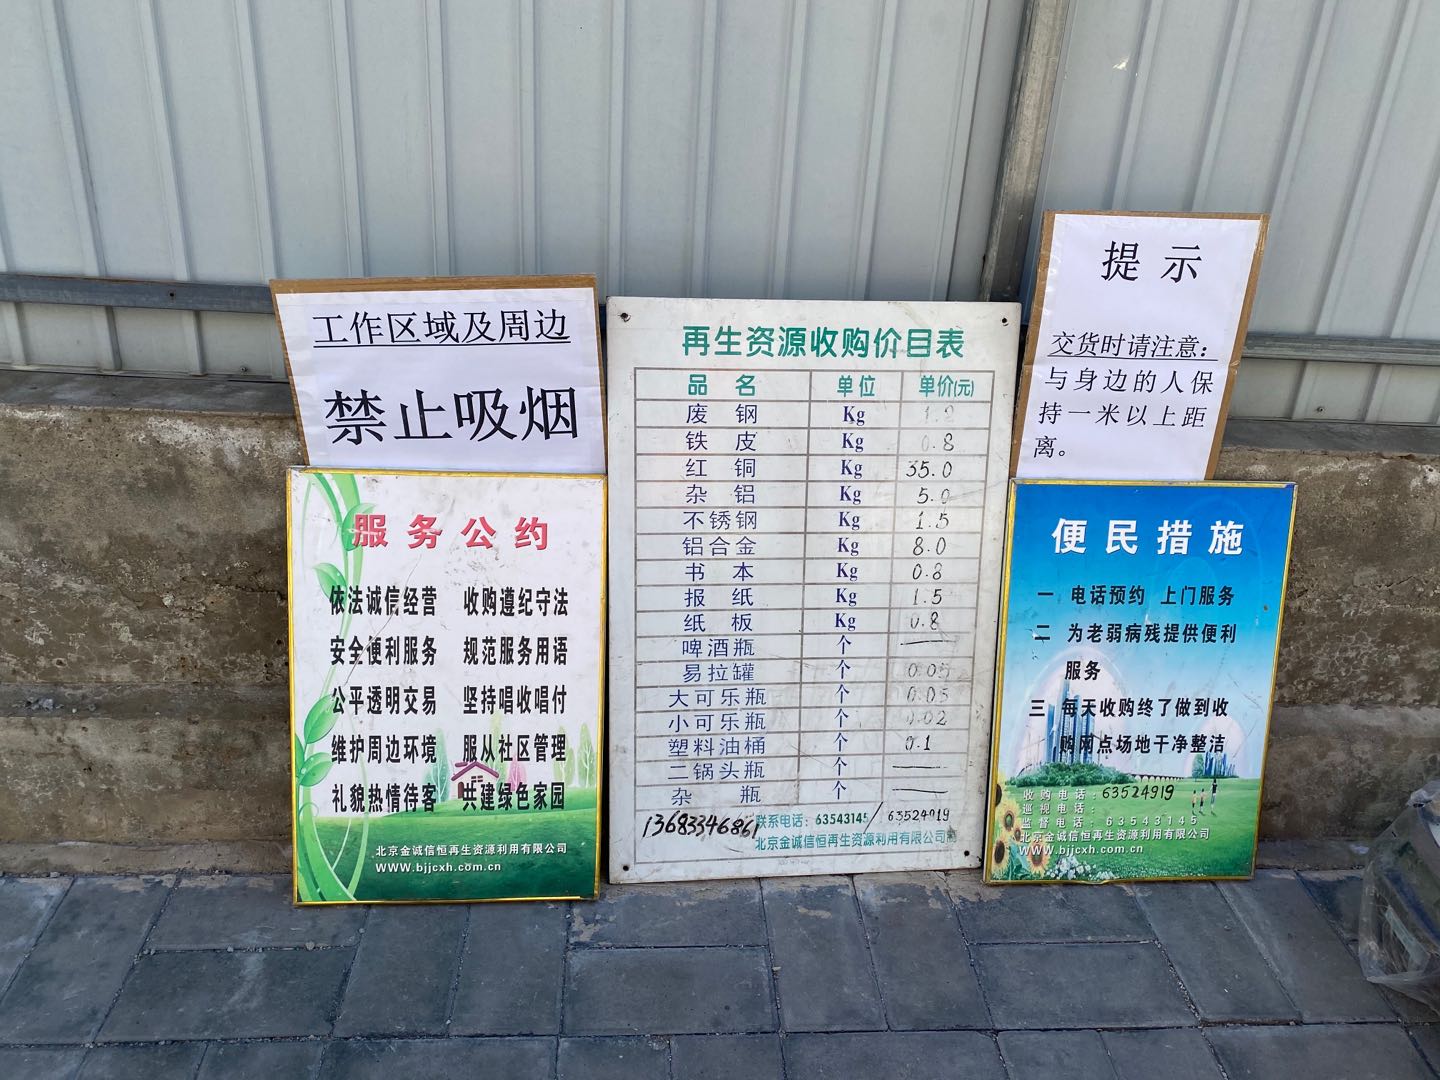 工作区域及周边
禁止吸烟
服务公约
依法诚信经营 收购遵纪守法
安全便利服务 规范服务用语
公平透明交易 坚持唱收唱付
维护周边环境 服从社区管理
礼貌热情待客 共建绿色家园
北京金诚信恒再生资源利用有限公司
www.bjjcxh.com.cn
再生资源收购价目表
品名 单位 单价(元)
废钢 Kg 1.2
铁皮 Kg 0.8
红铜 Kg 35.0
杂铝 Kg 5.0
不锈钢 Kg 1.5
铝合金 Kg 8.0
书本 Kg 0.8
报纸 Kg 1.5
纸板 Kg 0.8
啤酒瓶 个 —
易拉罐 个 0.05
大可乐瓶 个 0.05
小可乐瓶 个 0.02
塑料油桶 个 0.1
二锅头瓶 个 —
杂瓶 个 —
13683346861 联系电话：63543145/63524919
北京金诚信恒再生资源利用有限公司制
提示
交货时请注意：
与身边的人保
持一米以上距
离。
便民措施
一 电话预约 上门服务
二 为老弱病残提供便利
服务
三 每天收购终了做到收
购网点场地干净整洁
收购电话：63524919
巡视电话：
监督电话：63543145
北京金诚信恒再生资源利用有限公司
www.bjjcxh.com.cn